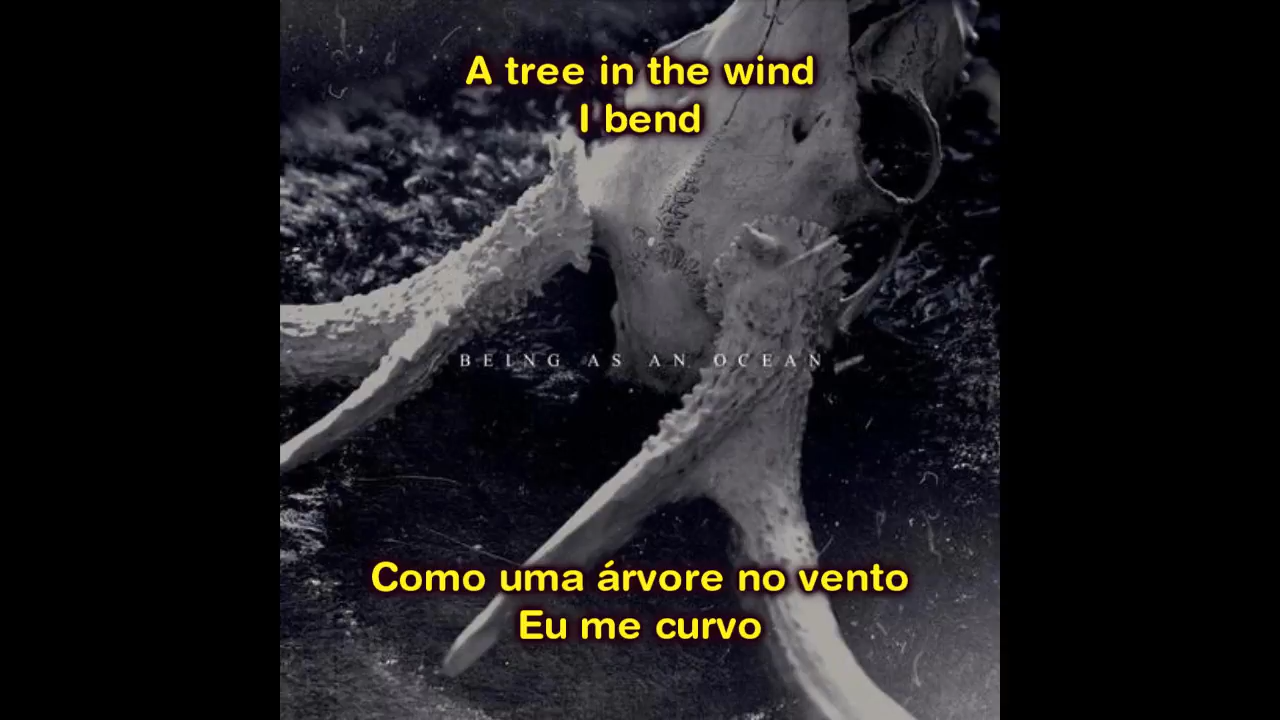 A tree in the wind
I bend
BEING AS AN OCEAN
Como uma árvore no vento
Eu me curvo